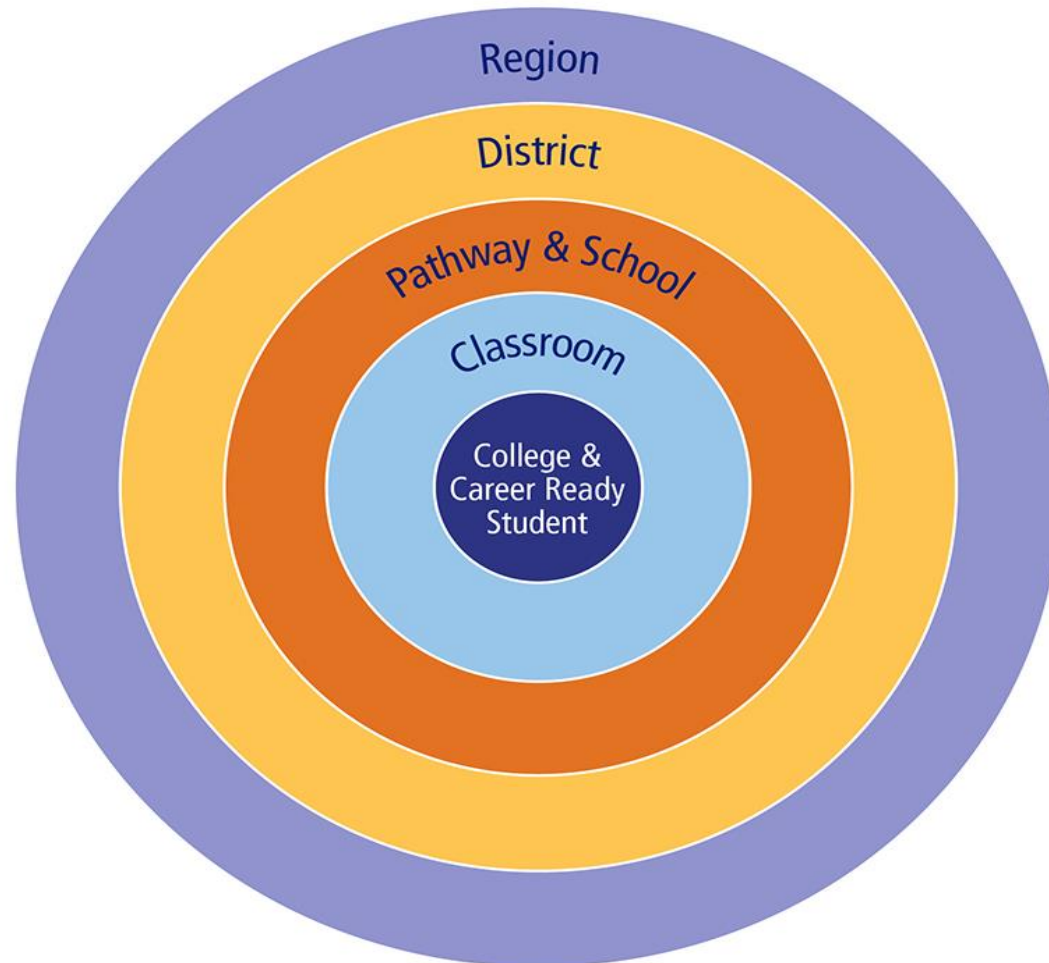 Region
District
Pathway & School
Classroom
College &
Career Ready
Student